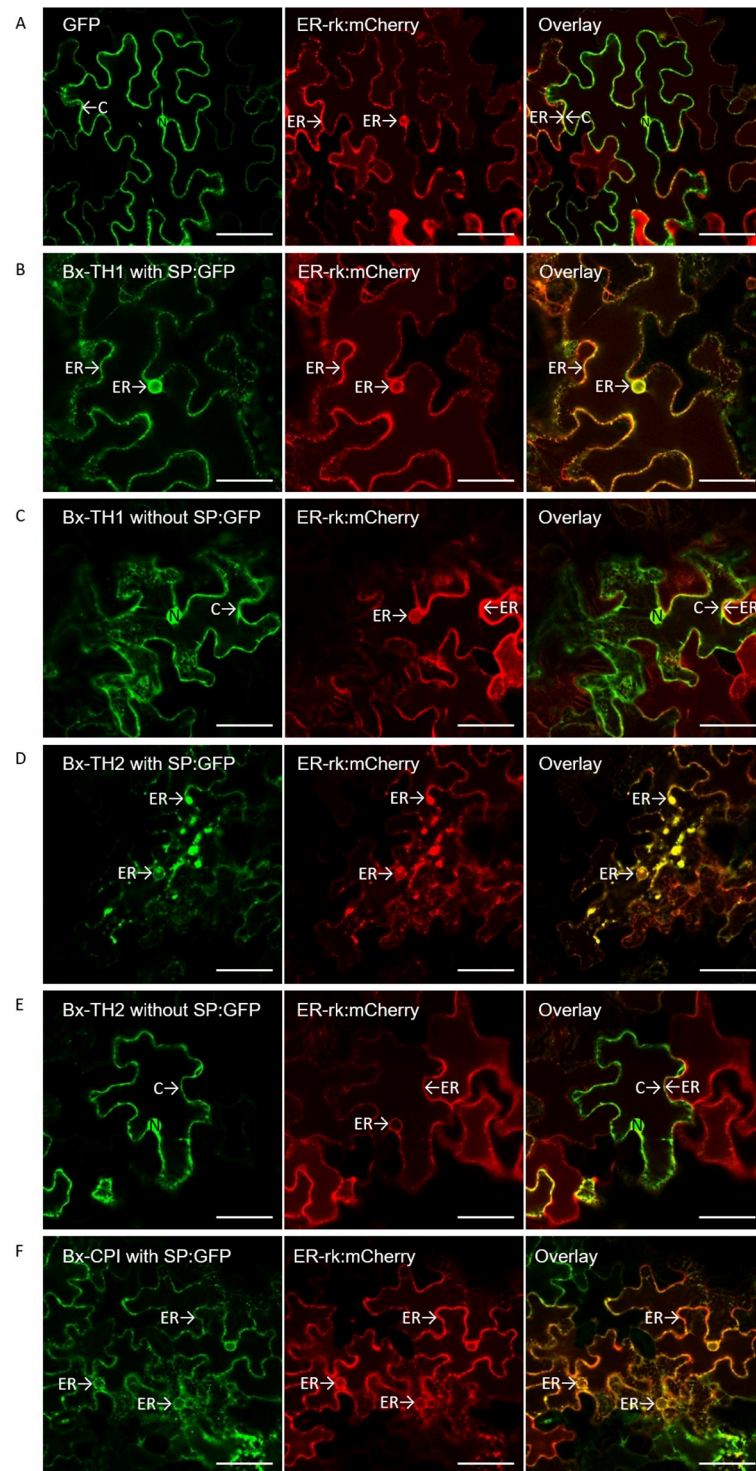 A GFP ER-rk:mCherry Overlay
←C N ER→ ER→ ER→←C N
B Bx-TH1 with SP:GFP ER-rk:mCherry Overlay
ER→ ER→ ER→
ER→ ER→ ER→
C Bx-TH1 without SP:GFP ER-rk:mCherry Overlay
C→ ←ER C→ ←ER
N ER→ N
D Bx-TH2 with SP:GFP ER-rk:mCherry Overlay
ER→ ER→ ER→
ER→ ER→ ER→
E Bx-TH2 without SP:GFP ER-rk:mCherry Overlay
C→ ←ER C→ ←ER
N ER→ N
F Bx-CPI with SP:GFP ER-rk:mCherry Overlay
ER→ ER→ ER→
ER→ ER→ ER→
ER→ ER→ ER→